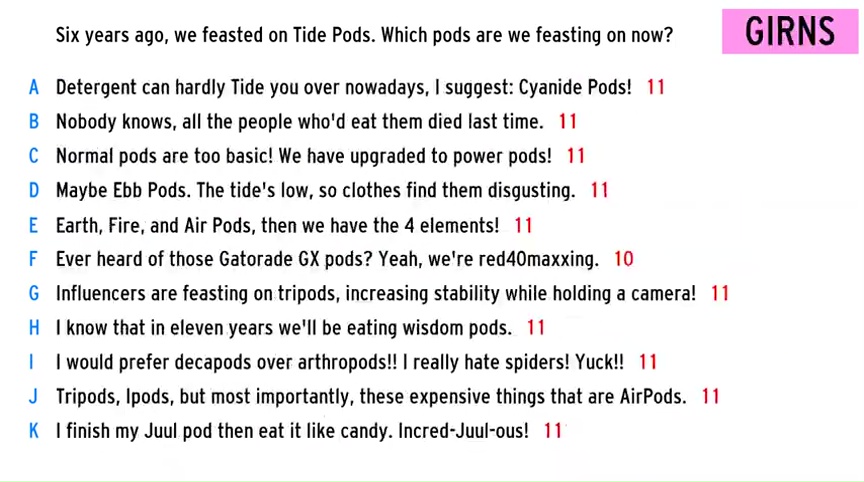 Six years ago, we feasted on Tide Pods. Which pods are we feasting on now?
GIRNS
A Detergent can hardly Tide you over nowadays, I suggest: Cyanide Pods! 11
B Nobody knows, all the people who'd eat them died last time. 11
C Normal pods are too basic! We have upgraded to power pods! 11
D Maybe Ebb Pods. The tide's low, so clothes find them disgusting. 11
E Earth, Fire, and Air Pods, then we have the 4 elements! 11
F Ever heard of those Gatorade GX pods? Yeah, we're red40maxxing. 10
G Influencers are feasting on tripods, increasing stability while holding a camera! 11
H I know that in eleven years we'll be eating wisdom pods. 11
I I would prefer decapods over arthropods!! I really hate spiders! Yuck!! 11
J Tripods, Ipods, but most importantly, these expensive things that are AirPods. 11
K I finish my Juul pod then eat it like candy. Incred-Juul-ous! 11